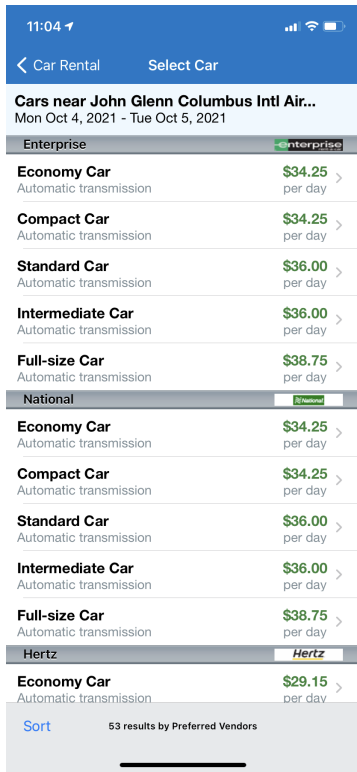 11:04
Car Rental Select Car
Cars near John Glenn Columbus Intl Air...
Mon Oct 4, 2021 - Tue Oct 5, 2021
Enterprise enterprise
Economy Car $34.25
Automatic transmission per day
Compact Car $34.25
Automatic transmission per day
Standard Car $36.00
Automatic transmission per day
Intermediate Car $36.00
Automatic transmission per day
Full-size Car $38.75
Automatic transmission per day
National National
Economy Car $34.25
Automatic transmission per day
Compact Car $34.25
Automatic transmission per day
Standard Car $36.00
Automatic transmission per day
Intermediate Car $36.00
Automatic transmission per day
Full-size Car $38.75
Automatic transmission per day
Hertz Hertz
Economy Car $29.15
Automatic transmission per day
Sort 53 results by Preferred Vendors